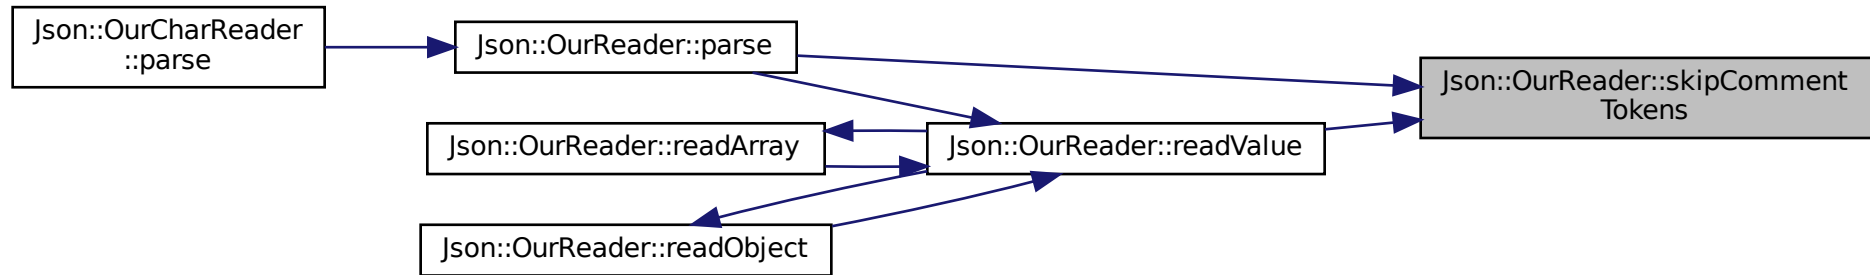 Json::OurCharReader
::parse
Json::OurReader::parse
Json::OurReader::skipComment
Tokens
Json::OurReader::readArray
Json::OurReader::readValue
Json::OurReader::readObject